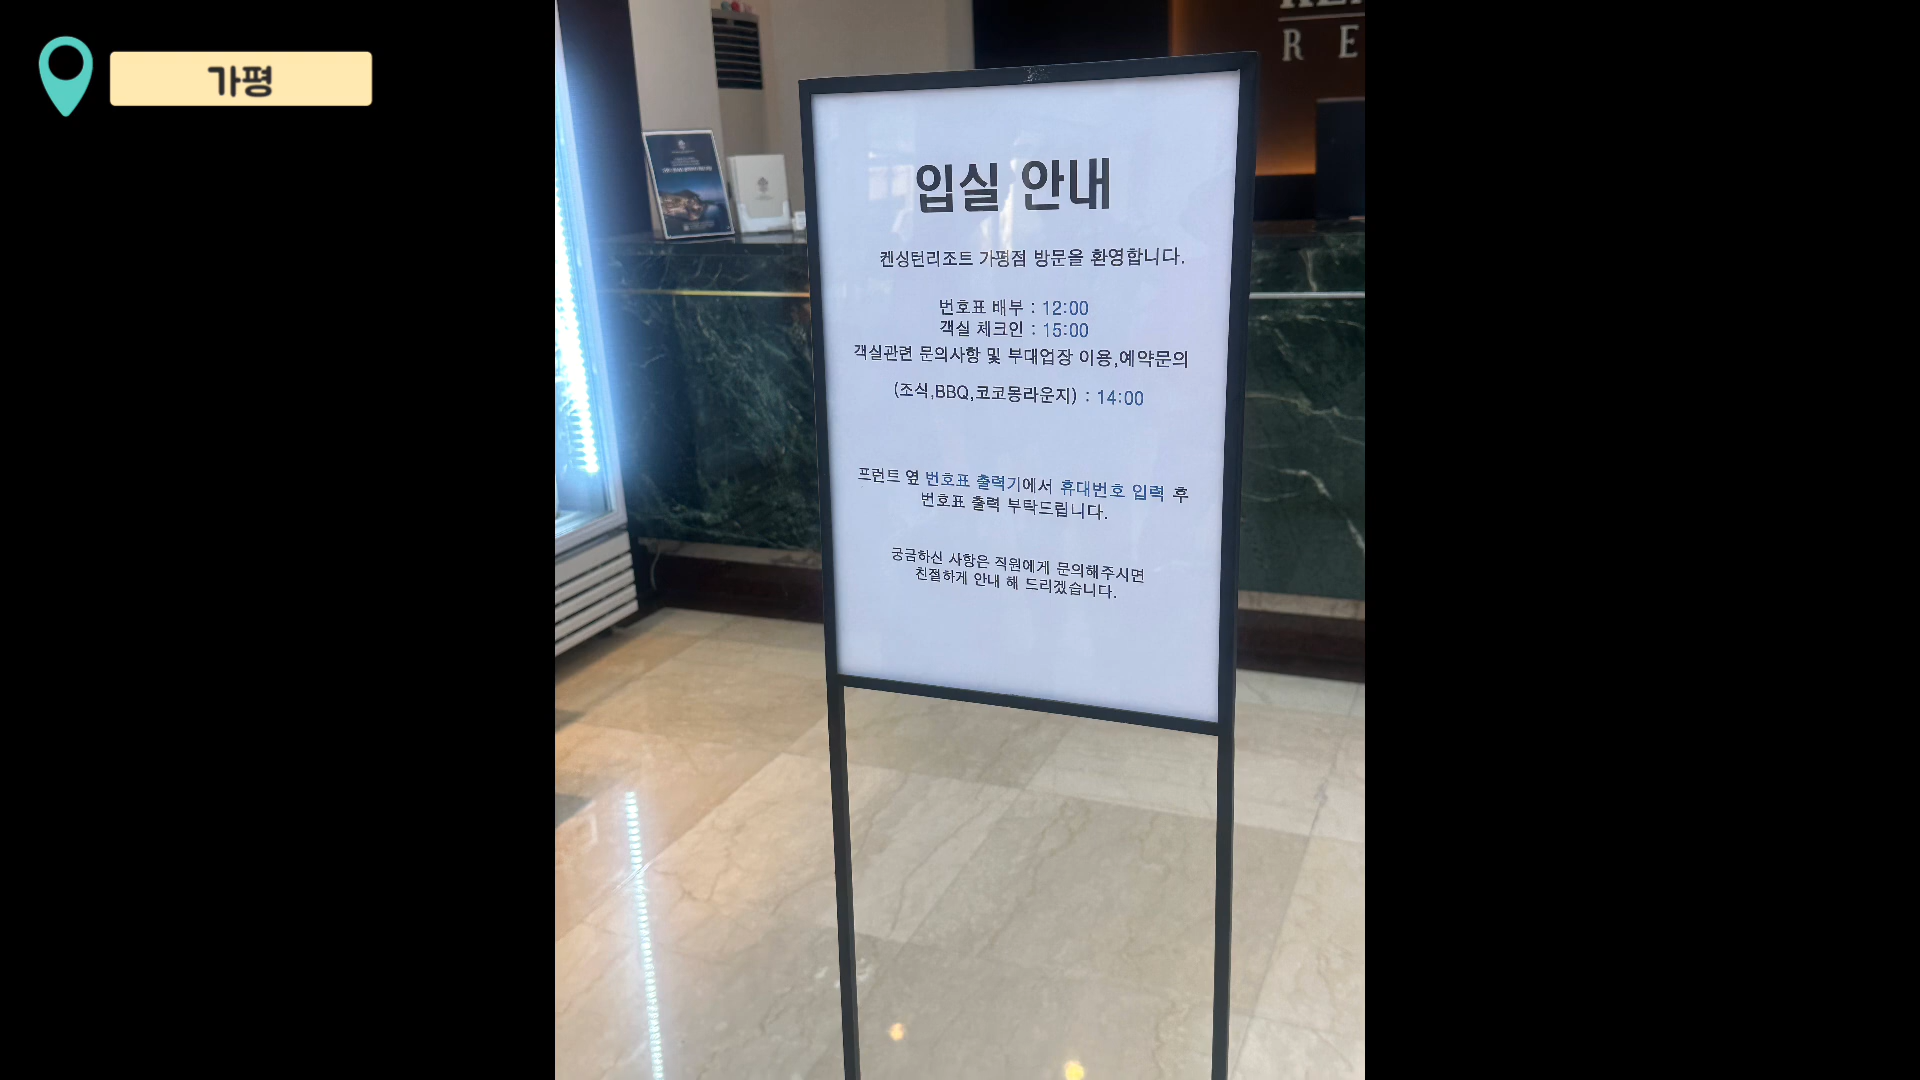 가평
R E
입실 안내
켄싱턴리조트 가평점 방문을 환영합니다.
번호표 배부 : 12:00
객실 체크인 : 15:00
객실관련 문의사항 및 부대업장 이용,예약문의
(조식,BBQ,코코몽라운지) : 14:00
프런트 옆 번호표 출력기에서 휴대번호 입력 후
번호표 출력 부탁드립니다.
궁금하신 사항은 직원에게 문의해주시면
친절하게 안내 해 드리겠습니다.